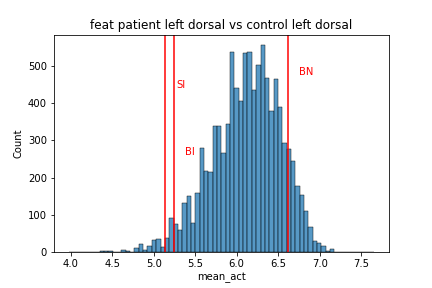 feat patient left dorsal vs control left dorsal
500
400
300
200
100
0
Count
SI
BI
BN
4.0 4.5 5.0 5.5 6.0 6.5 7.0 7.5
mean_act